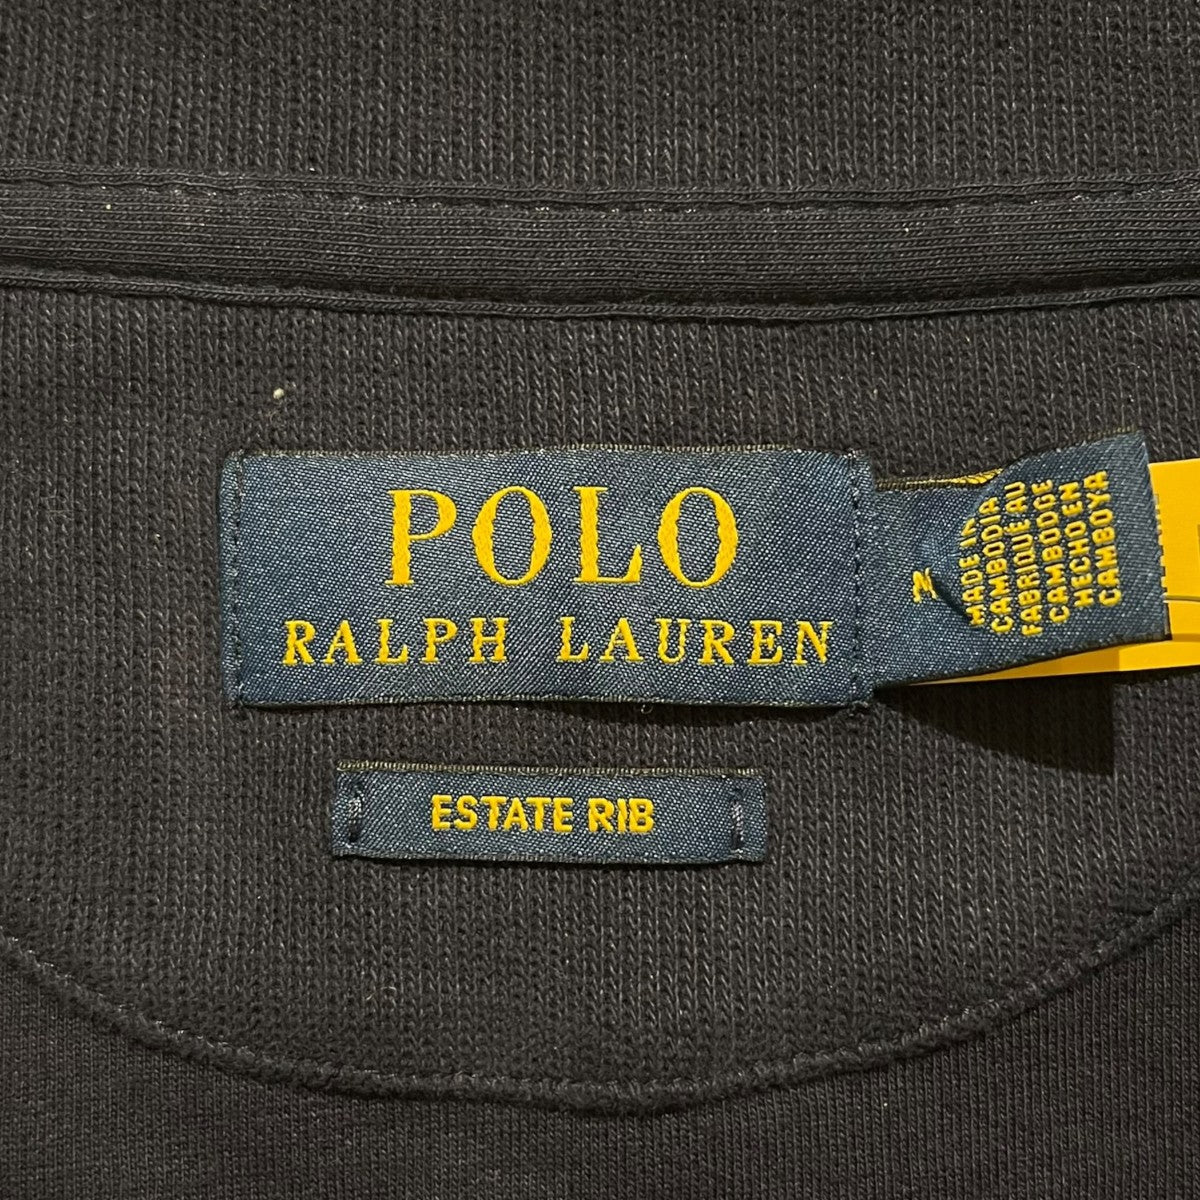 POLO
RALPH LAUREN
ESTATE RIB
MADE IN
CAMBODIA
FABRIQUÉ AU
CAMBODGE
HECHO EN
CAMBOYA